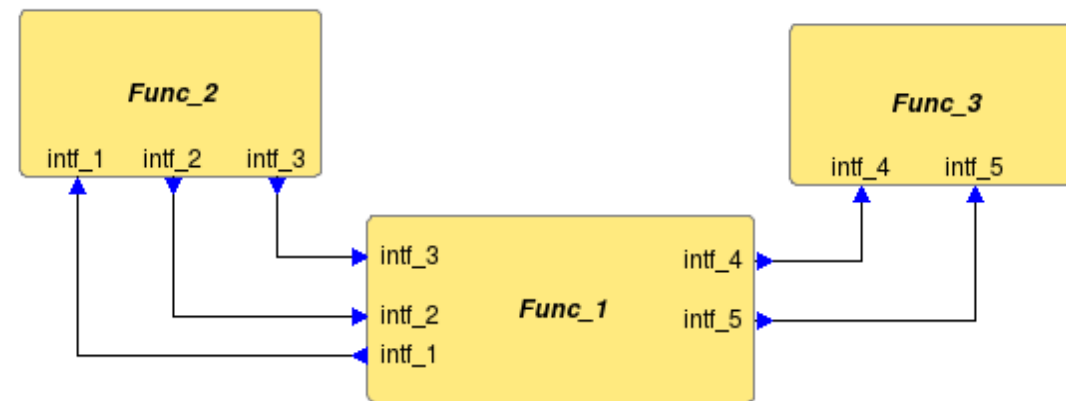 Func_2
intf_1 intf_2 intf_3
Func_3
intf_4 intf_5
intf_3
intf_2
intf_1
Func_1
intf_4
intf_5